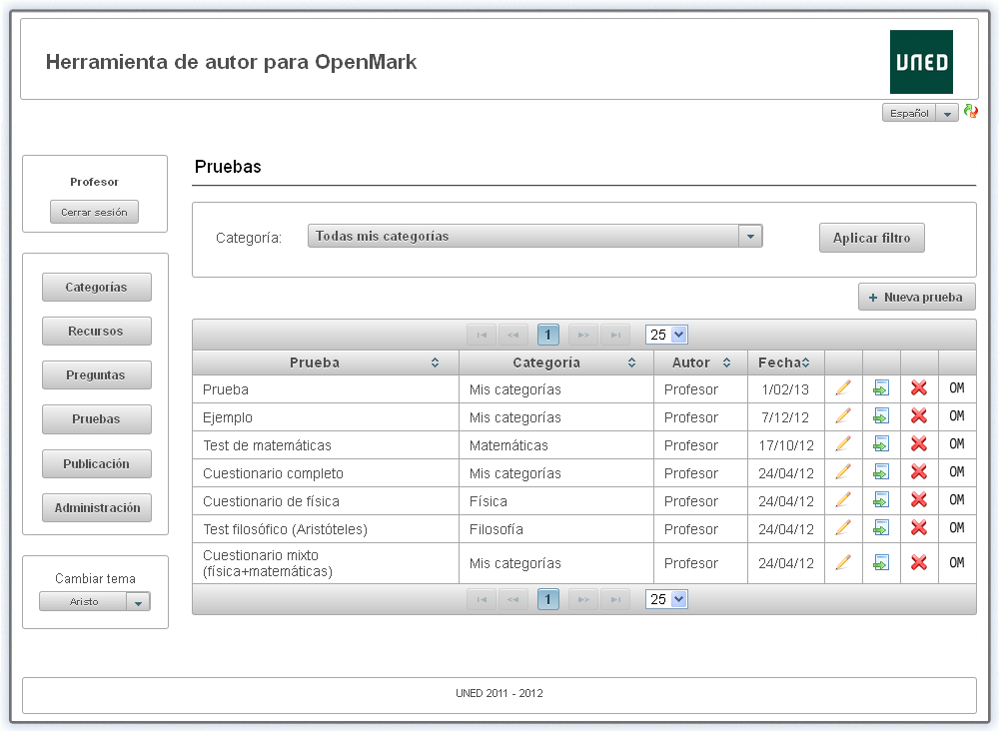 Herramienta de autor para OpenMark
UNED
Español
Profesor
Cerrar sesión
Categorías
Recursos
Preguntas
Pruebas
Publicación
Administración
Cambiar tema
Aristo
Pruebas
Categoría: Todas mis categorías Aplicar filtro
+ Nueva prueba
1 25
Prueba Categoría Autor Fecha
Prueba Mis categorías Profesor 1/02/13 OM
Ejemplo Mis categorías Profesor 7/12/12 OM
Test de matemáticas Matemáticas Profesor 17/10/12 OM
Cuestionario completo Mis categorías Profesor 24/04/12 OM
Cuestionario de física Física Profesor 24/04/12 OM
Test filosófico (Aristóteles) Filosofía Profesor 24/04/12 OM
Cuestionario mixto
(física+matemáticas) Mis categorías Profesor 24/04/12 OM
1 25
UNED 2011 - 2012